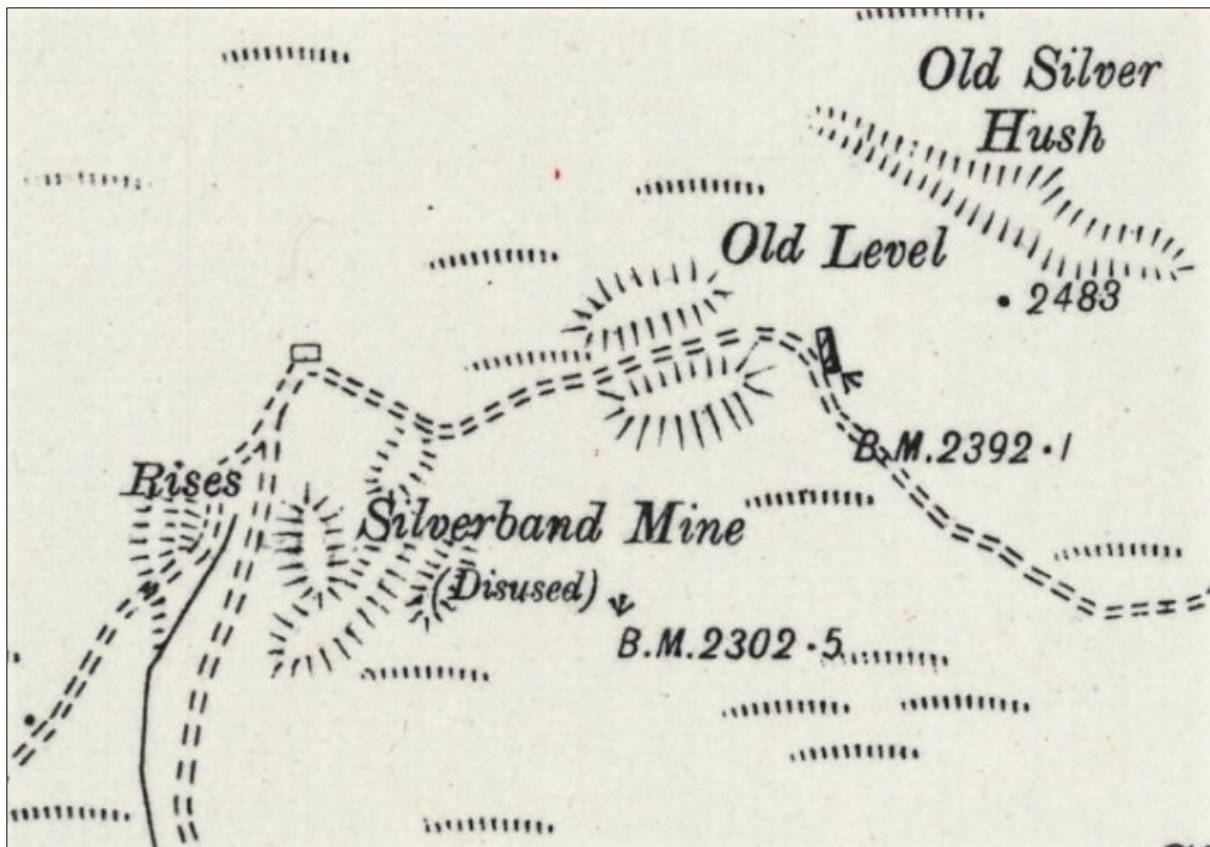 Old Silver
Hush
Old Level
• 2483
B.M.2392·1
Rises
Silverband Mine
(Disused)
B.M.2302·5